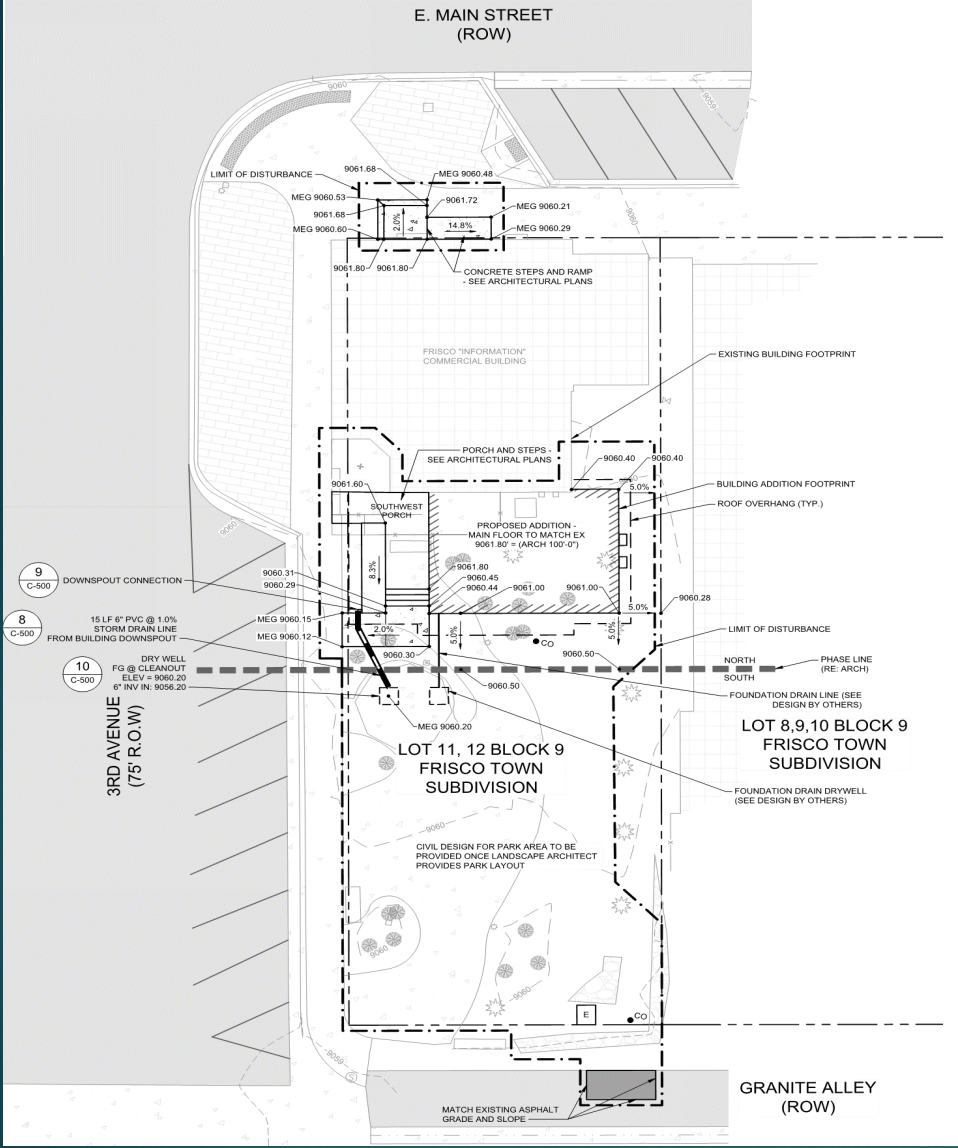 E. MAIN STREET
(ROW)
9060
9059
LIMIT OF DISTURBANCE
9061.68
MEG 9060.48
MEG 9060.53
9061.72
9061.68
MEG 9060.21
2.0%
14.8%
MEG 9060.60
MEG 9060.29
9060
9061.80
9061.80
CONCRETE STEPS AND RAMP
- SEE ARCHITECTURAL PLANS
FRISCO "INFORMATION"
COMMERCIAL BUILDING
EXISTING BUILDING FOOTPRINT
PORCH AND STEPS -
SEE ARCHITECTURAL PLANS
9060.40
9060.40
9061.60
5.0%
BUILDING ADDITION FOOTPRINT
ROOF OVERHANG (TYP.)
SOUTHWEST
PORCH
9060
PROPOSED ADDITION -
MAIN FLOOR TO MATCH EX
9061.80' = (ARCH 100'-0")
8.3%
9
C-500
DOWNSPOUT CONNECTION
9060.31
9060.29
9061.80
9060.45
9060.44
9061.00
9061.00
5.0%
9060.28
8
C-500
15 LF 6" PVC @ 1.0%
STORM DRAIN LINE
FROM BUILDING DOWNSPOUT
MEG 9060.15
MEG 9060.12
2.0%
5.0%
5.0%
CO
LIMIT OF DISTURBANCE
9060.30
9060.50
10
C-500
DRY WELL
FG @ CLEANOUT
ELEV = 9060.20
6" INV IN: 9056.20
NORTH
SOUTH
PHASE LINE
(RE: ARCH)
9060.50
FOUNDATION DRAIN LINE (SEE
DESIGN BY OTHERS)
MEG 9060.20
3RD AVENUE
(75' R.O.W)
LOT 11, 12 BLOCK 9
FRISCO TOWN
SUBDIVISION
LOT 8,9,10 BLOCK 9
FRISCO TOWN
SUBDIVISION
FOUNDATION DRAIN DRYWELL
(SEE DESIGN BY OTHERS)
9060
CIVIL DESIGN FOR PARK AREA TO BE
PROVIDED ONCE LANDSCAPE ARCHITECT
PROVIDES PARK LAYOUT
9060
9060
E
CO
9059
S
MATCH EXISTING ASPHALT
GRADE AND SLOPE
GRANITE ALLEY
(ROW)